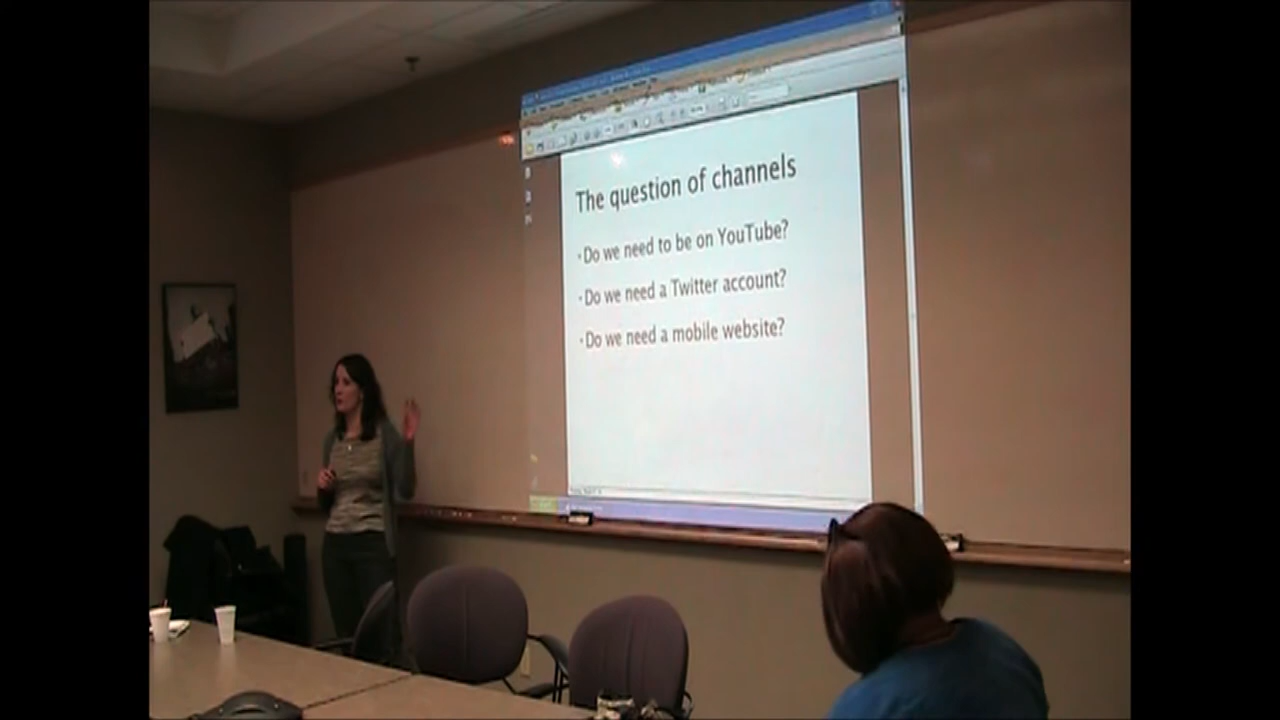 The question of channels
· Do we need to be on YouTube?
· Do we need a Twitter account?
· Do we need a mobile website?